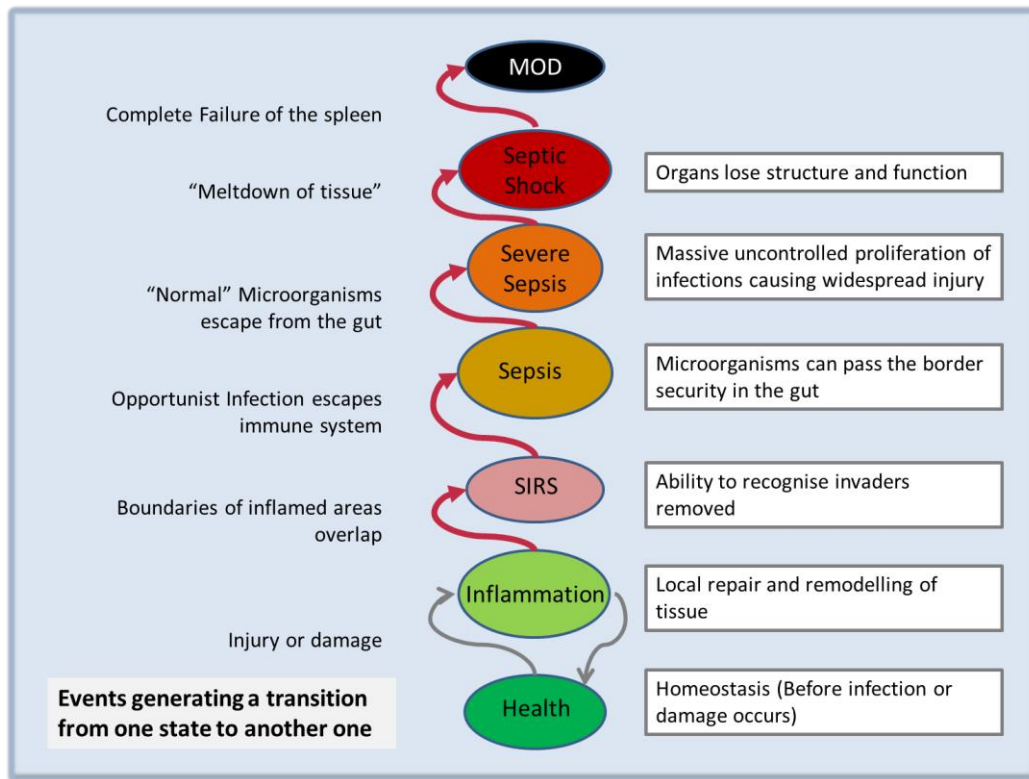 MOD
Complete Failure of the spleen
Septic
Shock
Organs lose structure and function
“Meltdown of tissue”
Severe
Sepsis
Massive uncontrolled proliferation of
infections causing widespread injury
“Normal” Microorganisms
escape from the gut
Sepsis
Microorganisms can pass the border
security in the gut
Opportunist Infection escapes
immune system
SIRS
Ability to recognise invaders
removed
Boundaries of inflamed areas
overlap
Inflammation
Local repair and remodelling of
tissue
Injury or damage
Health
Homeostasis (Before infection or
damage occurs)
Events generating a transition
from one state to another one